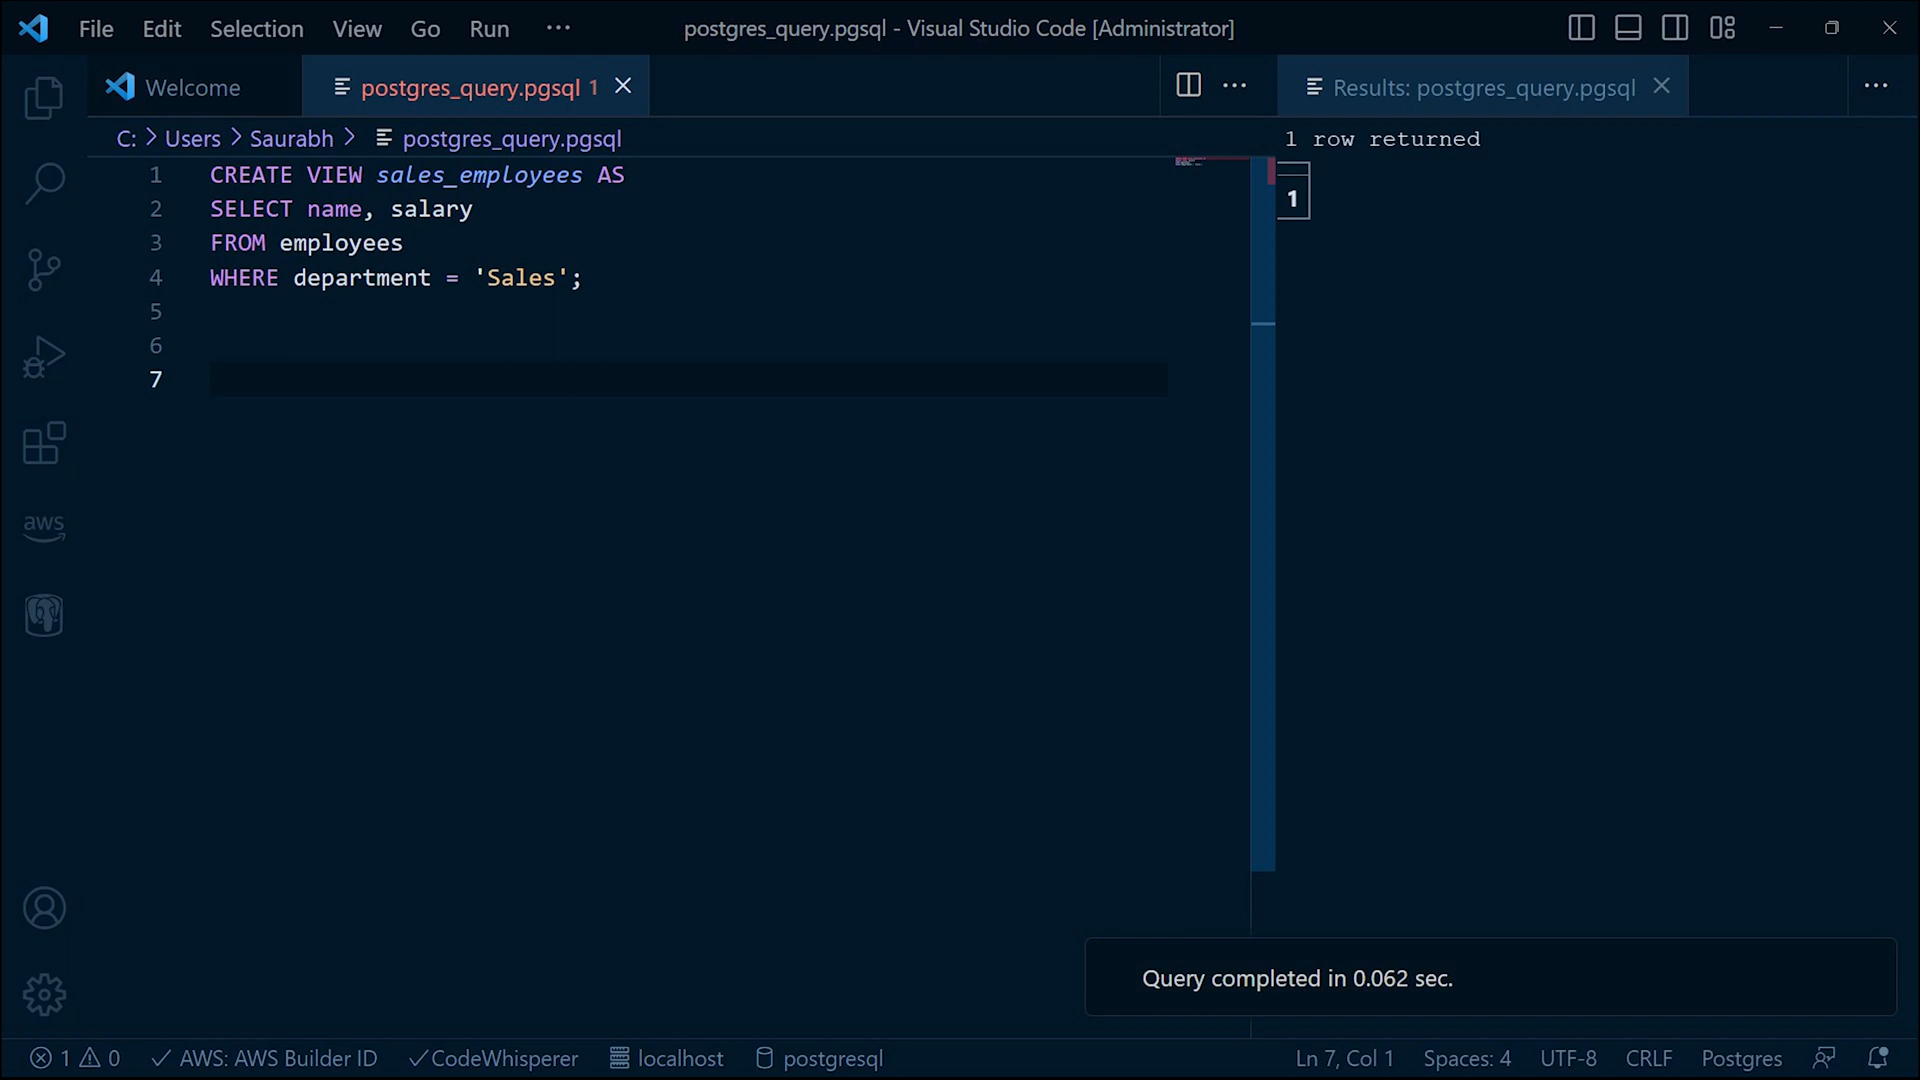 File Edit Selection View Go Run ··· postgres_query.pgsql - Visual Studio Code [Administrator]
Welcome postgres_query.pgsql 1 Results: postgres_query.pgsql
C: > Users > Saurabh > postgres_query.pgsql
1 row returned
1
1 CREATE VIEW sales_employees AS
2 SELECT name, salary
3 FROM employees
4 WHERE department = 'Sales';
5
6
7
aws
Query completed in 0.062 sec.
1 0 AWS: AWS Builder ID CodeWhisperer localhost postgresql Ln 7, Col 1 Spaces: 4 UTF-8 CRLF Postgres